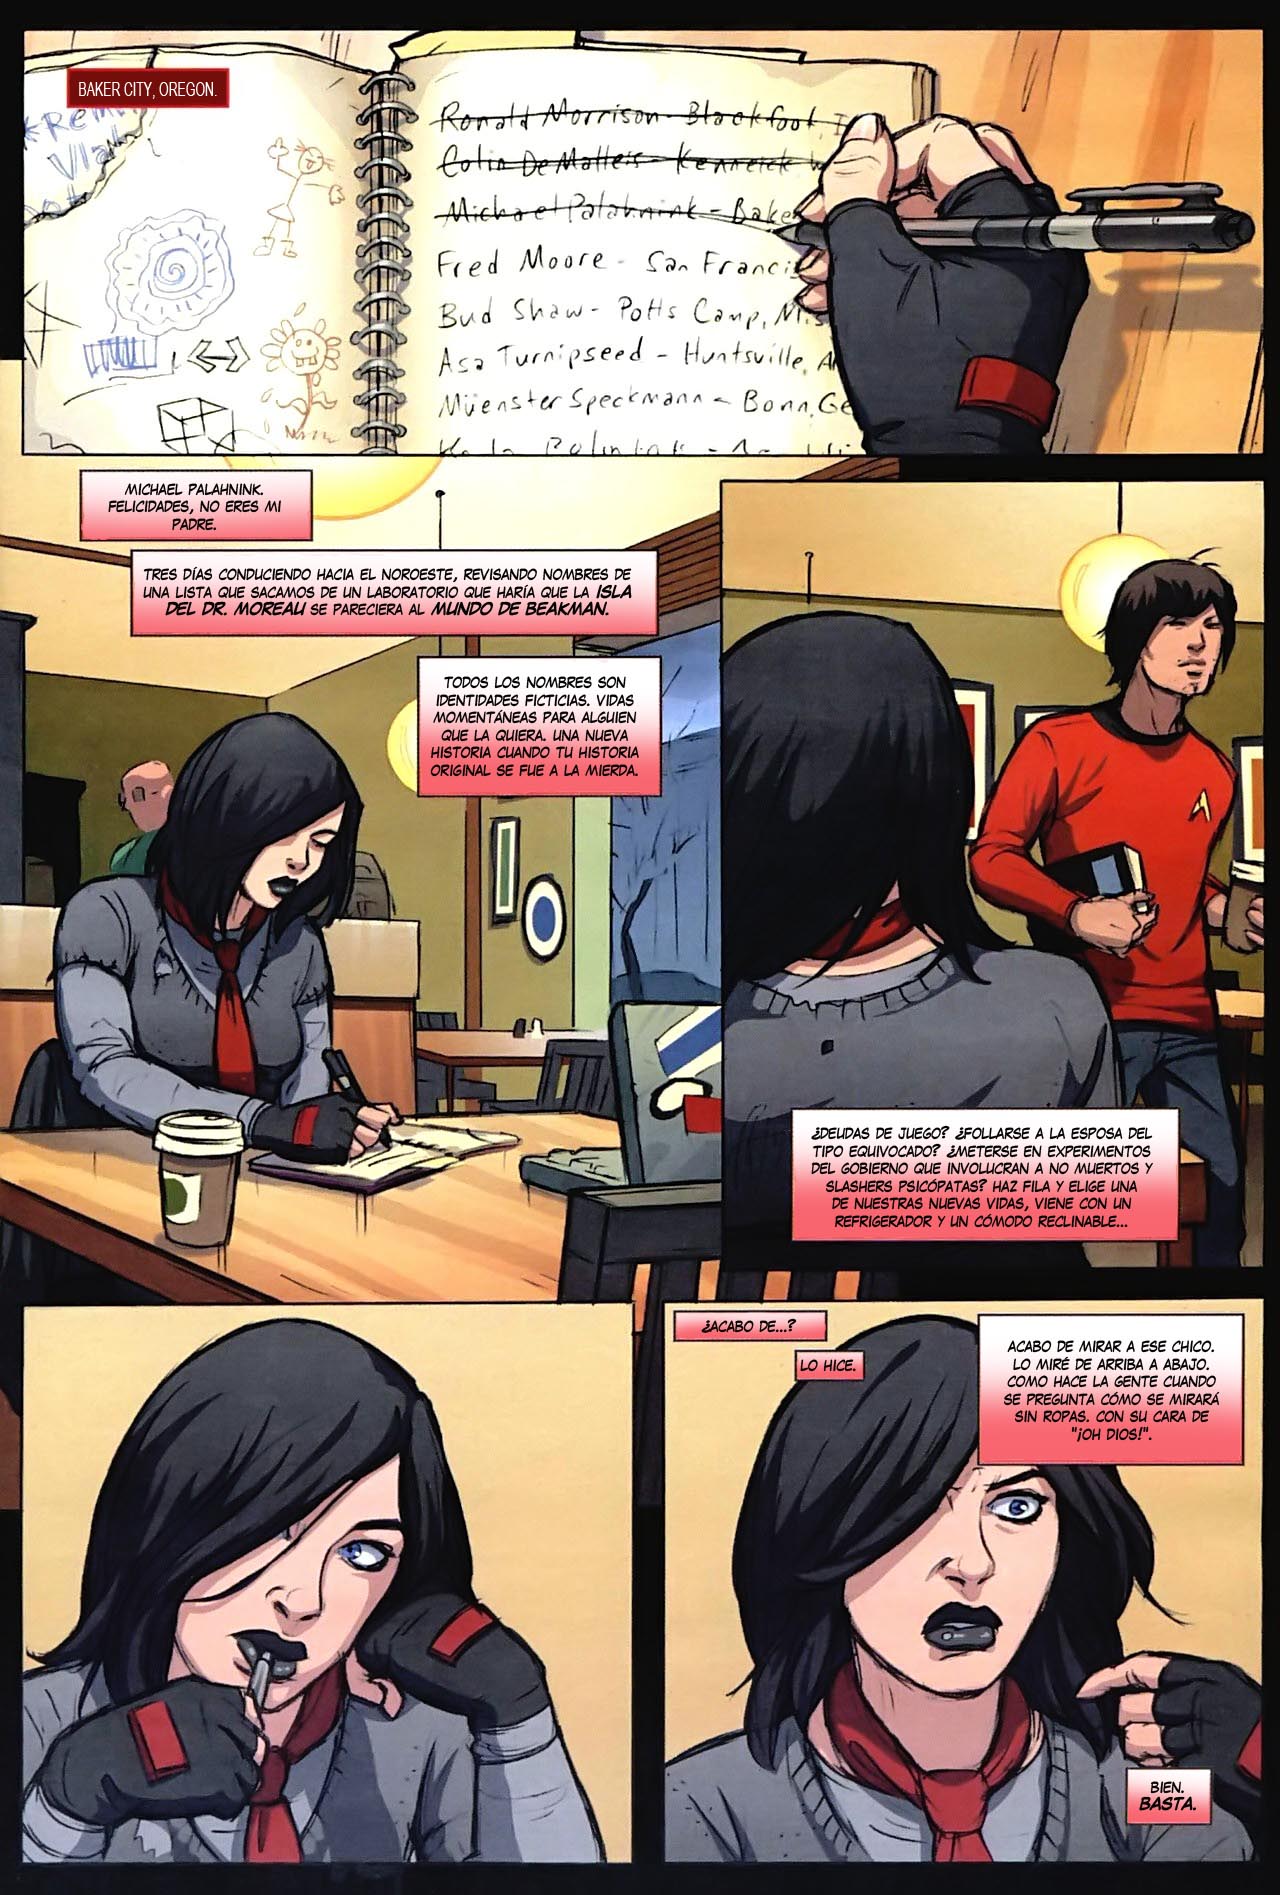 BAKER CITY, OREGON.
Ronald Morrison - Blackfoot, I
Colin DeMatteis - Kennrick, W
Michael Palahnink - Bake
Fred Moore - San Francis
Bud Shaw - Potts Camp, Mis
Asa Turnipseed - Huntsville, A
Müenster Speckmann - Bonn, Ge
MICHAEL PALAHNINK.
FELICIDADES, NO ERES MI
PADRE.
TRES DÍAS CONDUCIENDO HACIA EL NOROESTE, REVISANDO NOMBRES DE
UNA LISTA QUE SACAMOS DE UN LABORATORIO QUE HARÍA QUE LA ISLA
DEL DR. MOREAU SE PARECIERA AL MUNDO DE BEAKMAN.
TODOS LOS NOMBRES SON
IDENTIDADES FICTICIAS. VIDAS
MOMENTÁNEAS PARA ALGUIEN
QUE LA QUIERA. UNA NUEVA
HISTORIA CUANDO TU HISTORIA
ORIGINAL SE FUE A LA MIERDA.
¿DEUDAS DE JUEGO? ¿FOLLARSE A LA ESPOSA DEL
TIPO EQUIVOCADO? ¿METERSE EN EXPERIMENTOS
DEL GOBIERNO QUE INVOLUCRAN A NO MUERTOS Y
SLASHERS PSICÓPATAS? HAZ FILA Y ELIGE UNA
DE NUESTRAS NUEVAS VIDAS, VIENE CON UN
REFRIGERADOR Y UN CÓMODO RECLINABLE...
¿ACABO DE...?
LO HICE.
ACABO DE MIRAR A ESE CHICO.
LO MIRÉ DE ARRIBA A ABAJO.
COMO HACE LA GENTE CUANDO
SE PREGUNTA CÓMO SE MIRARÁ
SIN ROPAS. CON SU CARA DE
"¡OH DIOS!".
BIEN.
BASTA.